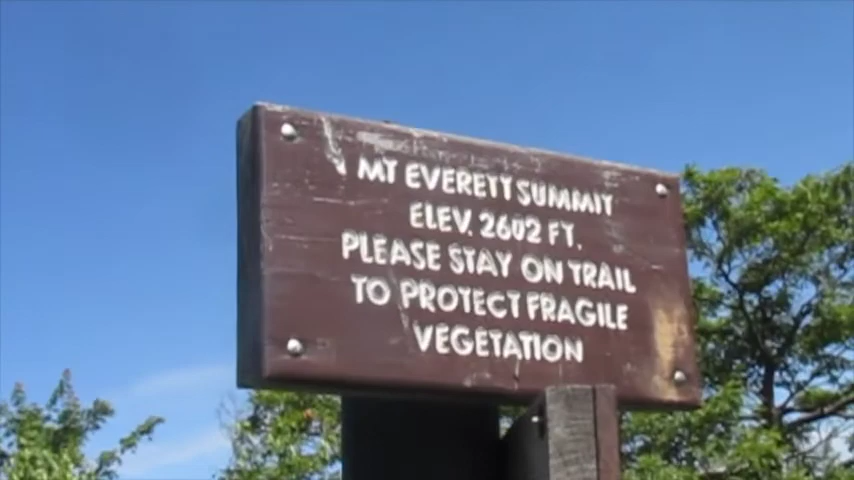 MT EVERETT SUMMIT
ELEV. 2602 FT.
PLEASE STAY ON TRAIL
TO PROTECT FRAGILE
VEGETATION